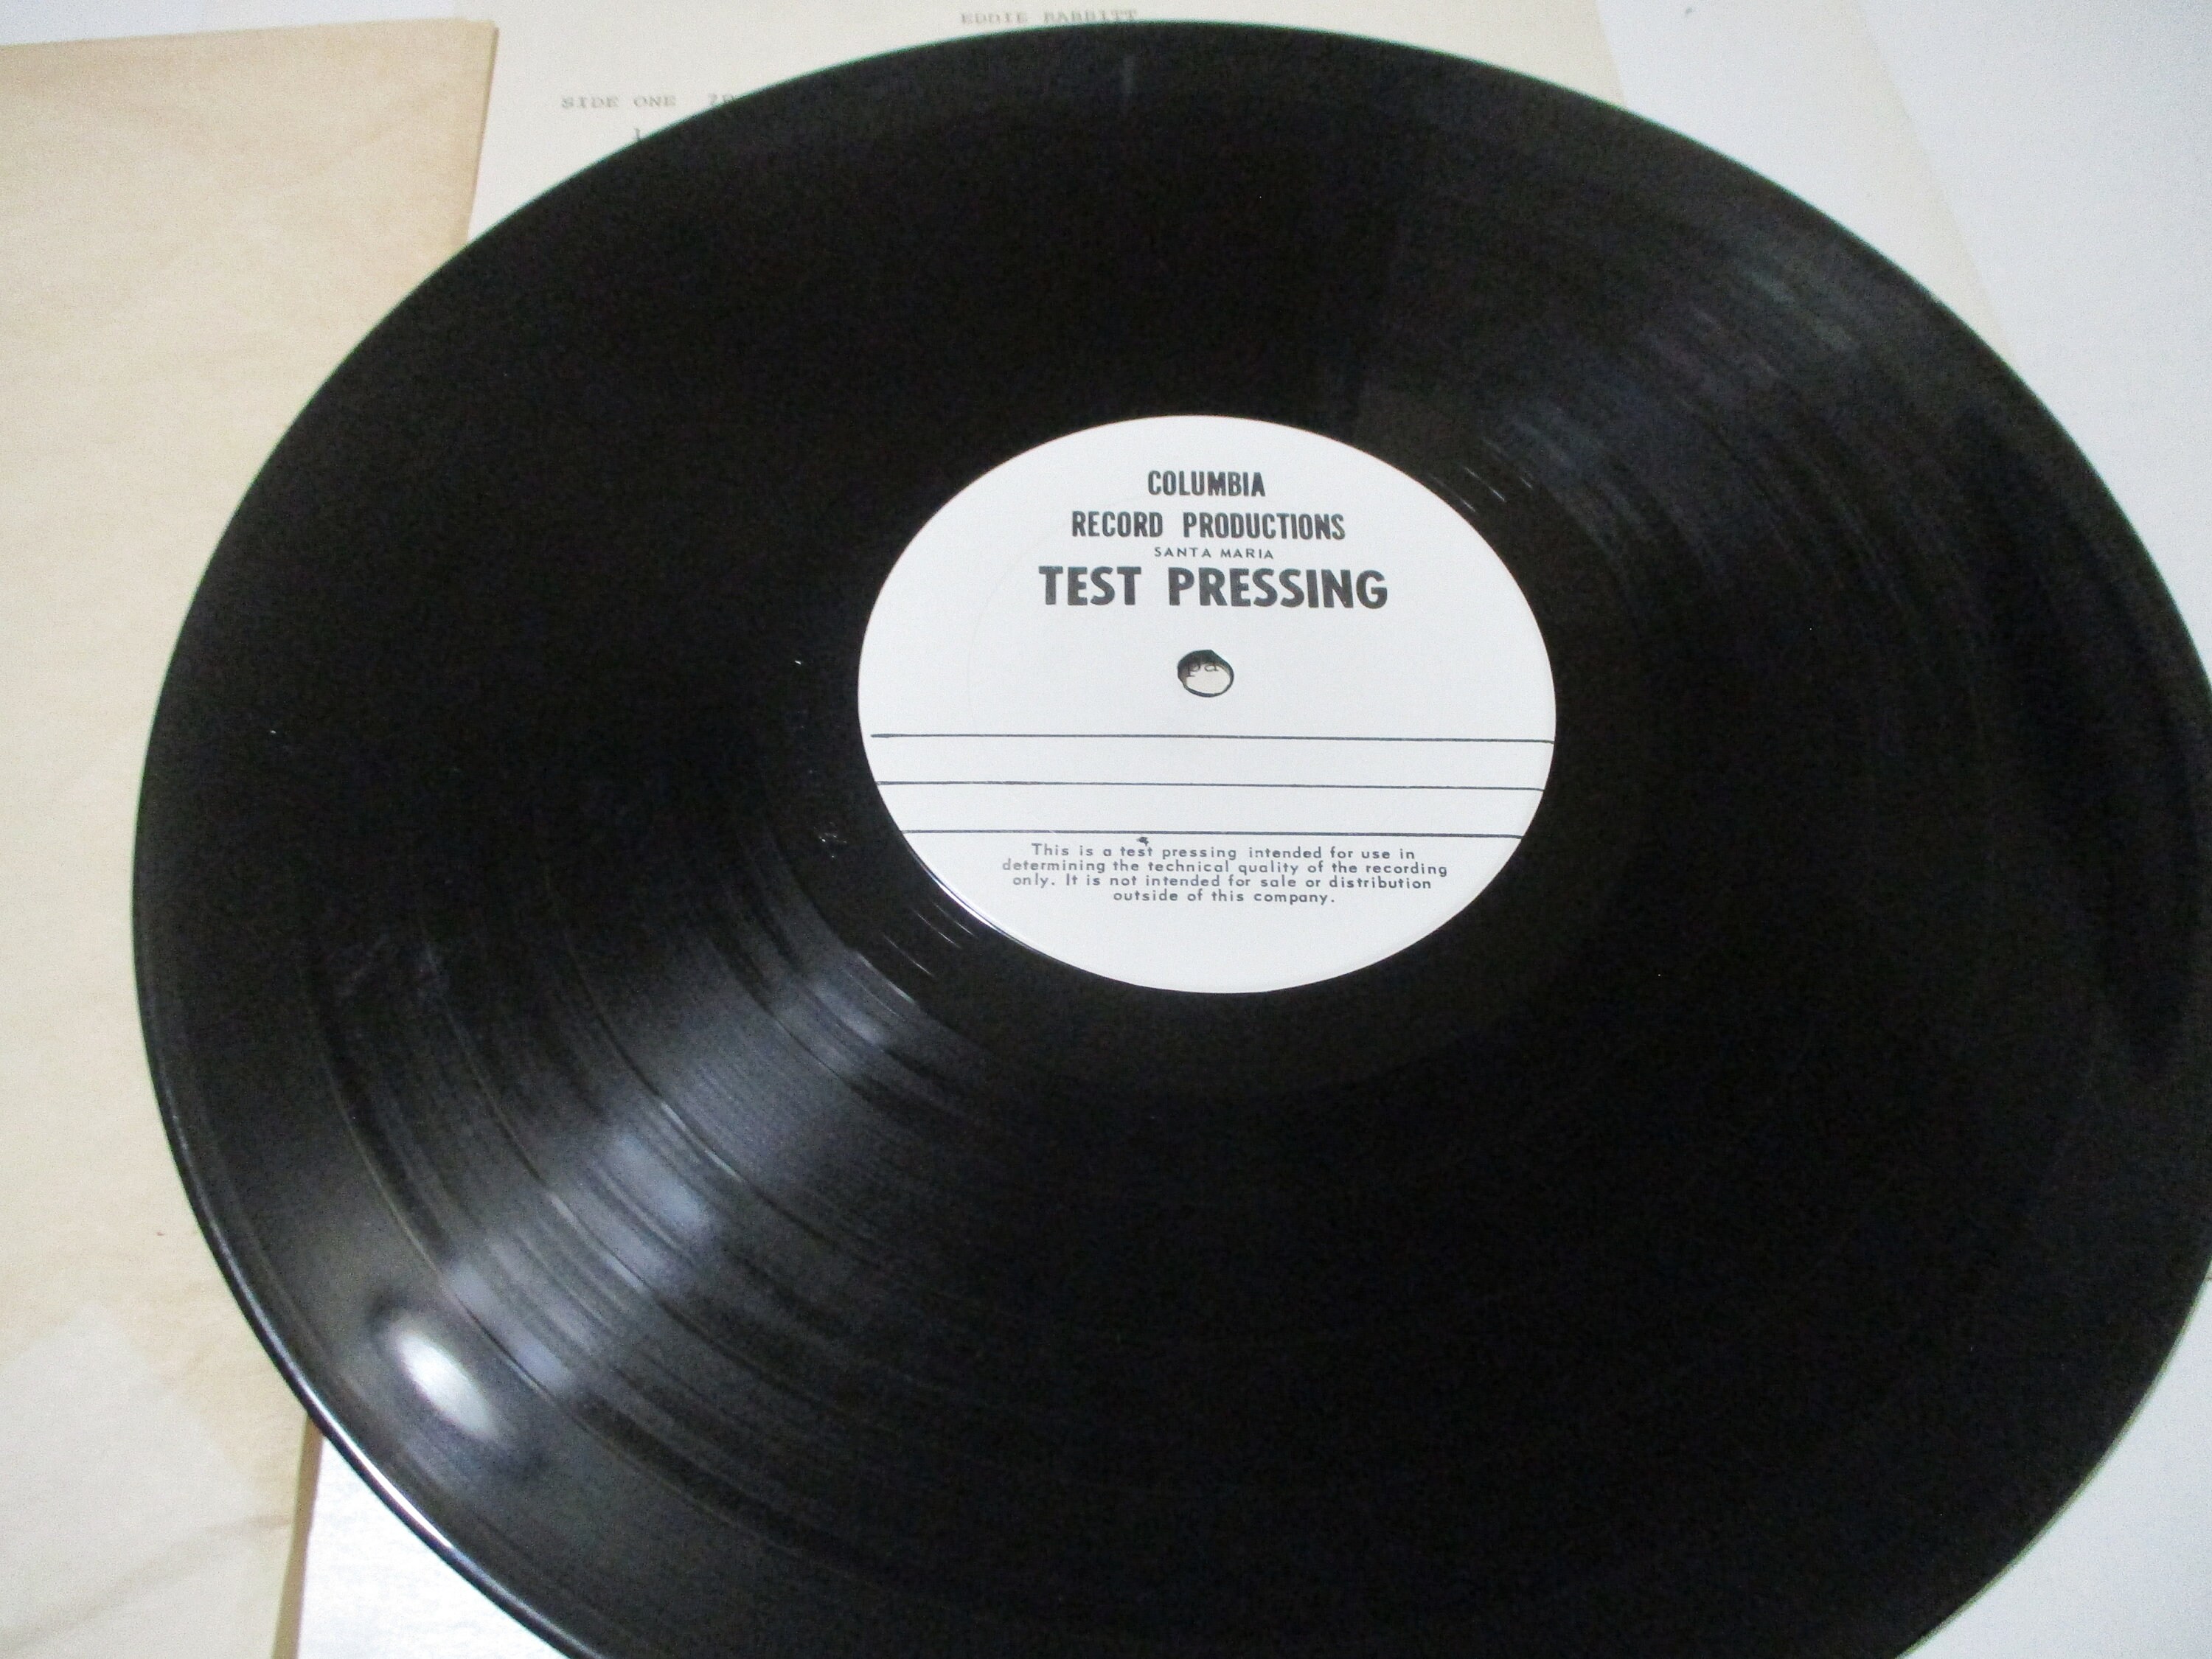 EDDIE RABBITT
SIDE ONE
1
COLUMBIA
RECORD PRODUCTIONS
SANTA MARIA
TEST PRESSING
pa
This is a test pressing intended for use in
determining the technical quality of the recording
only. It is not intended for sale or distribution
outside of this company.